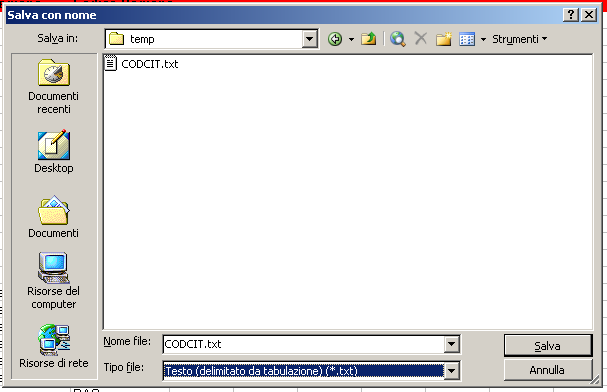 Salva con nome
Salva in:
temp
Strumenti
CODCIT.txt
Documenti
recenti
Desktop
Documenti
Risorse del
computer
Risorse di rete
Nome file:
CODCIT.txt
Salva
Tipo file:
Testo (delimitato da tabulazione) (*.txt)
Annulla